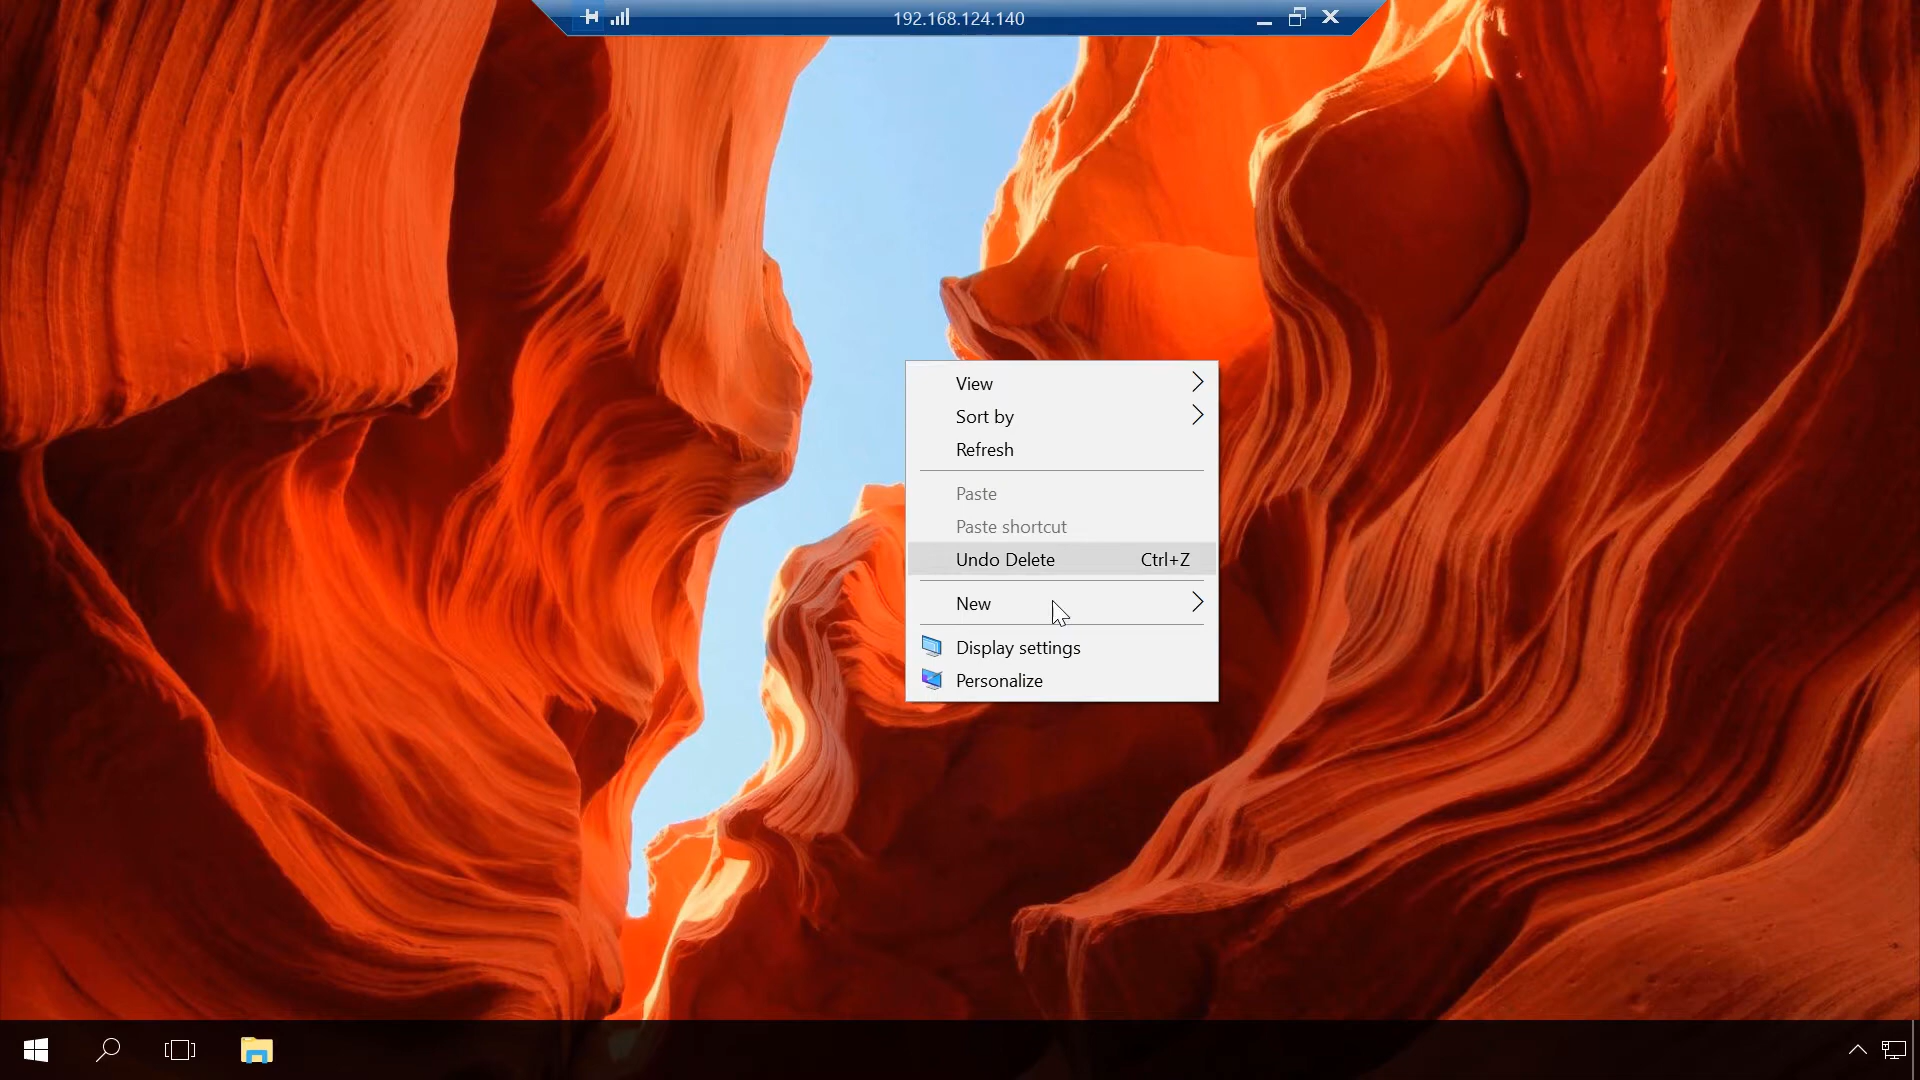 192.168.124.140
View
Sort by
Refresh
Paste
Paste shortcut
Undo Delete Ctrl+Z
New
Display settings
Personalize